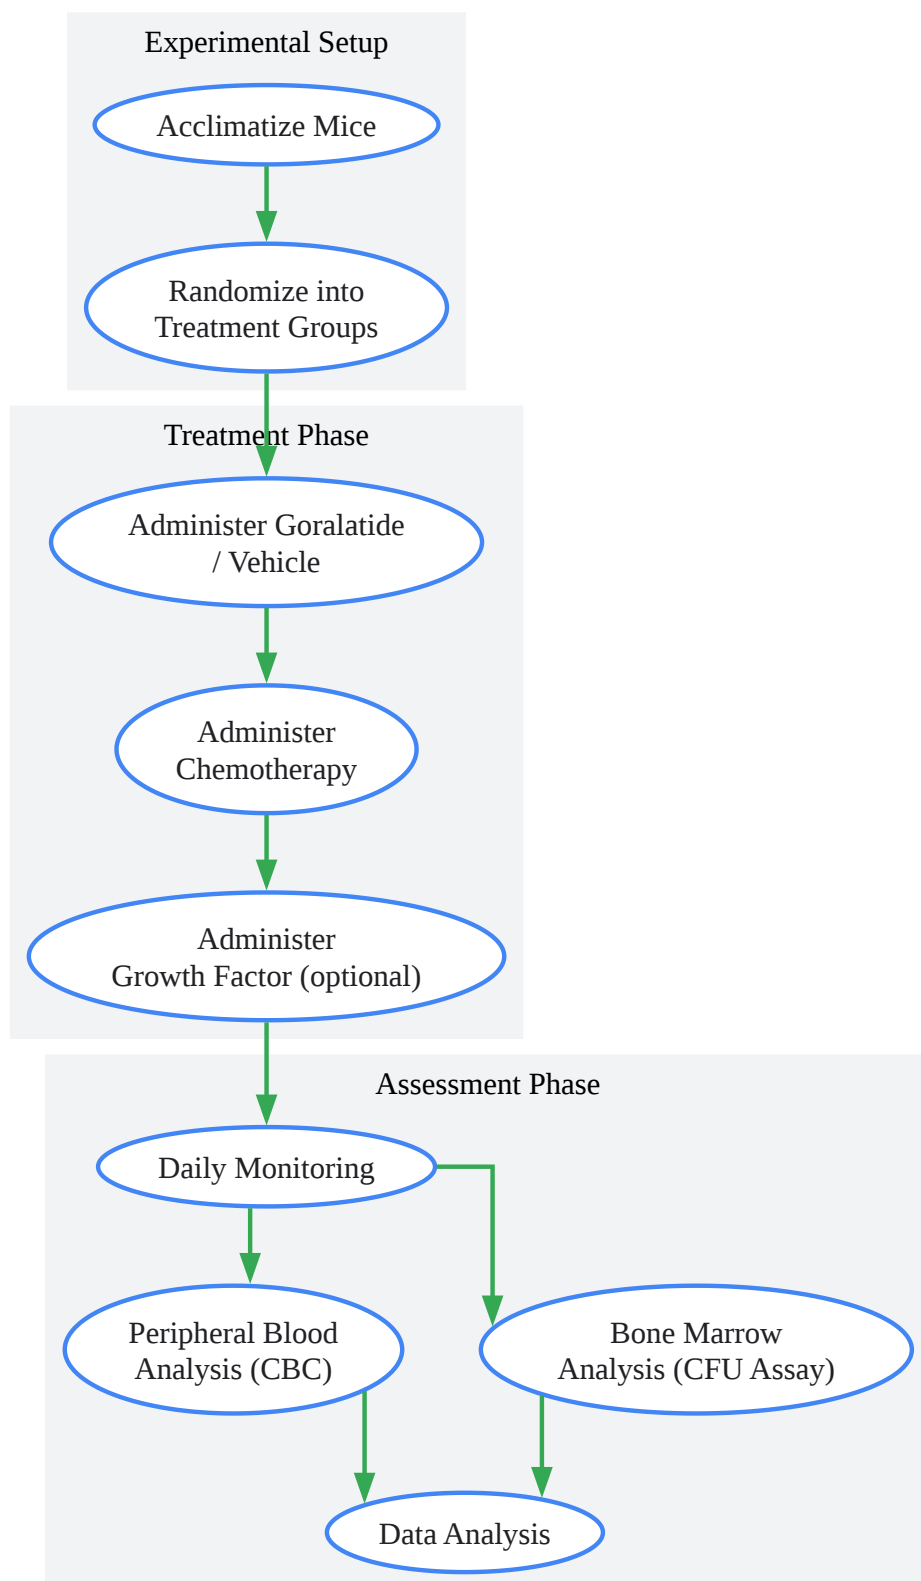 Experimental Setup
Acclimatize Mice
Randomize into
Treatment Groups
Treatment Phase
Administer Goralatide
/ Vehicle
Administer
Chemotherapy
Administer
Growth Factor (optional)
Assessment Phase
Daily Monitoring
Peripheral Blood
Analysis (CBC)
Bone Marrow
Analysis (CFU Assay)
Data Analysis